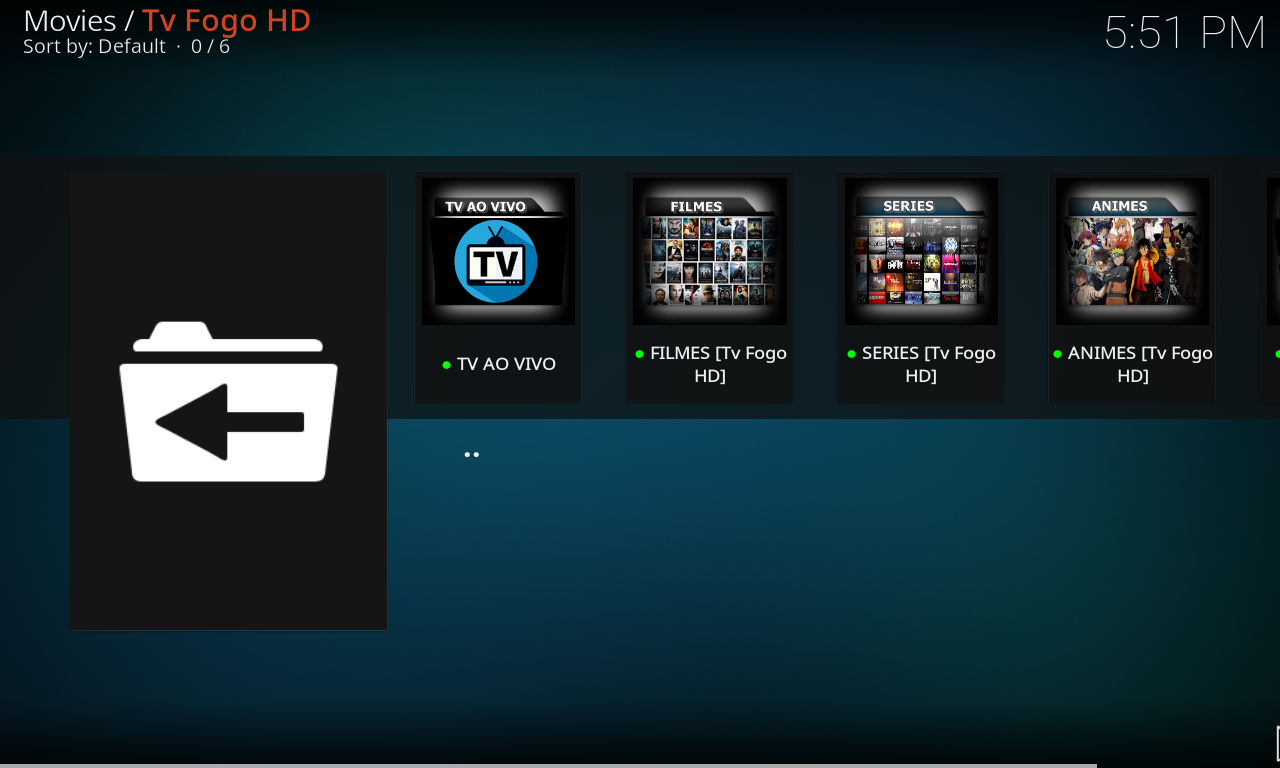 Movies / Tv Fogo HD
Sort by: Default · 0 / 6
5:51 PM
TV AO VIVO
TV
FILMES
SERIES
ANIMES
● TV AO VIVO
● FILMES [Tv Fogo
HD]
● SERIES [Tv Fogo
HD]
● ANIMES [Tv Fogo
HD]
..